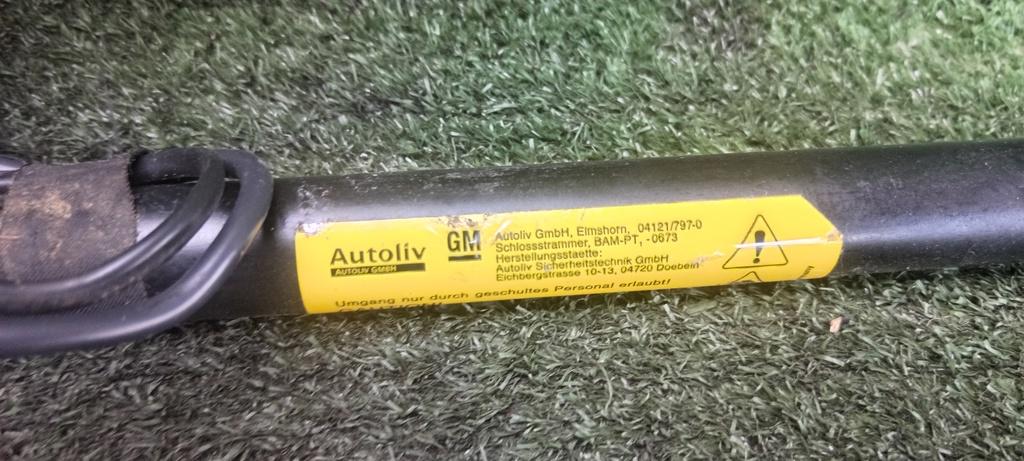 Autoliv
AUTOLIV GMBH
GM
Autoliv GmbH, Elmshorn, 04121/797-0
Schlossstrammer, BAM-PT, -0673
Herstellungsstaette:
Autoliv Sicherheitstechnik GmbH
Eichbergstrasse 10-13, 04720 Doebeln
Umgang nur durch geschultes Personal erlaubt!